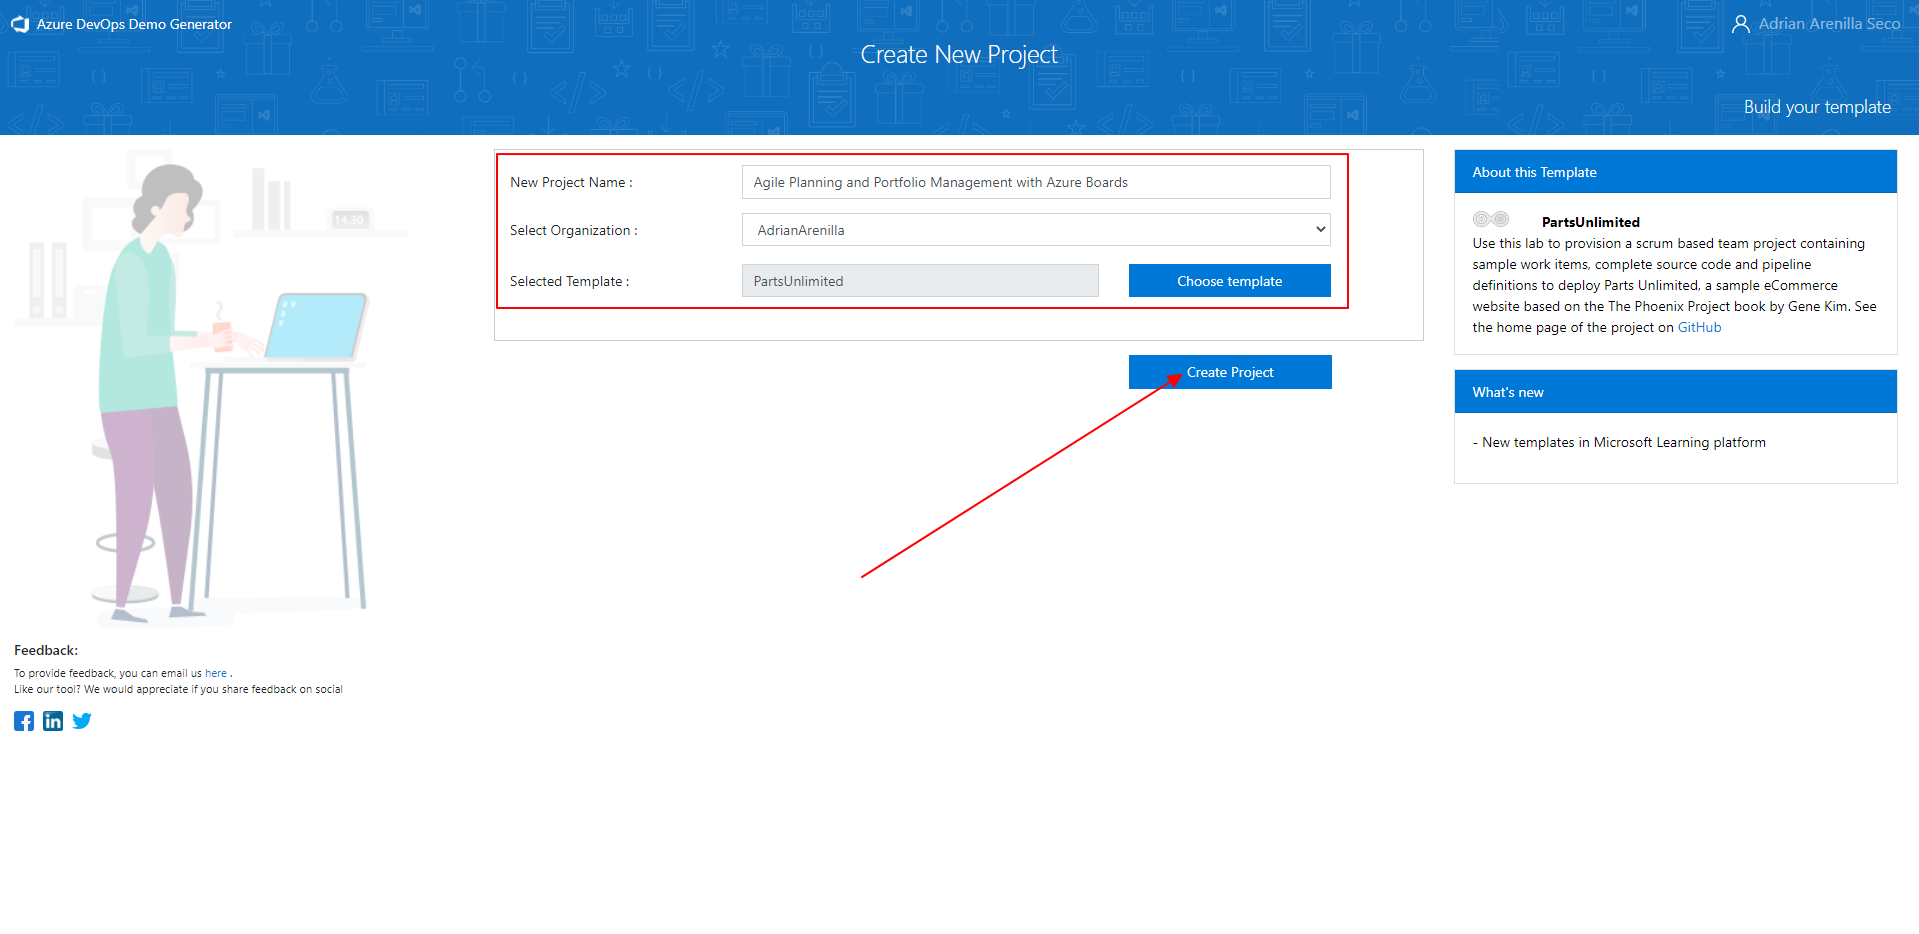 Azure DevOps Demo Generator
Adrian Arenilla Seco
Create New Project
Build your template
14.30
New Project Name :
Agile Planning and Portfolio Management with Azure Boards
Select Organization :
AdrianArenilla
Selected Template :
PartsUnlimited
Choose template
Create Project
About this Template
PartsUnlimited
Use this lab to provision a scrum based team project containing
sample work items, complete source code and pipeline
definitions to deploy Parts Unlimited, a sample eCommerce
website based on the The Phoenix Project book by Gene Kim. See
the home page of the project on GitHub
What's new
- New templates in Microsoft Learning platform
Feedback:
To provide feedback, you can email us here .
Like our tool? We would appreciate if you share feedback on social